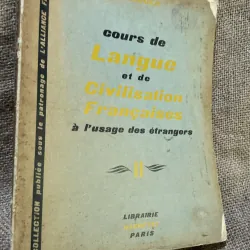 cours de
Langue
et de
Civilisation
Françaises
à l'usage des étrangers
II
LIBRAIRIE
PARIS
COLLECTION publiée sous le patronage de L'ALLIANCE F